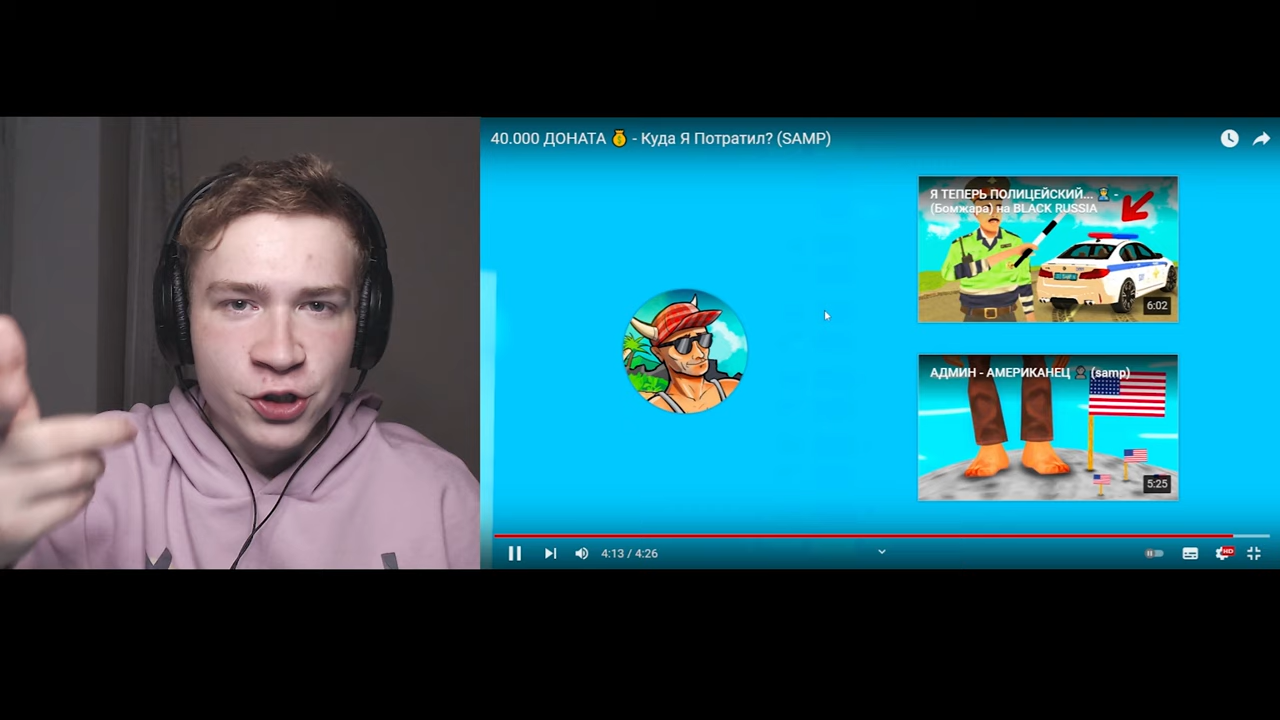 40.000 ДОНАТА 💰 - Куда Я Потратил? (SAMP)
Я ТЕПЕРЬ ПОЛИЦЕЙСКИЙ... 👮 -
(Бомжара) на BLACK RUSSIA
6:02
АДМИН - АМЕРИКАНЕЦ (samp)
5:25
4:13 / 4:26
HD